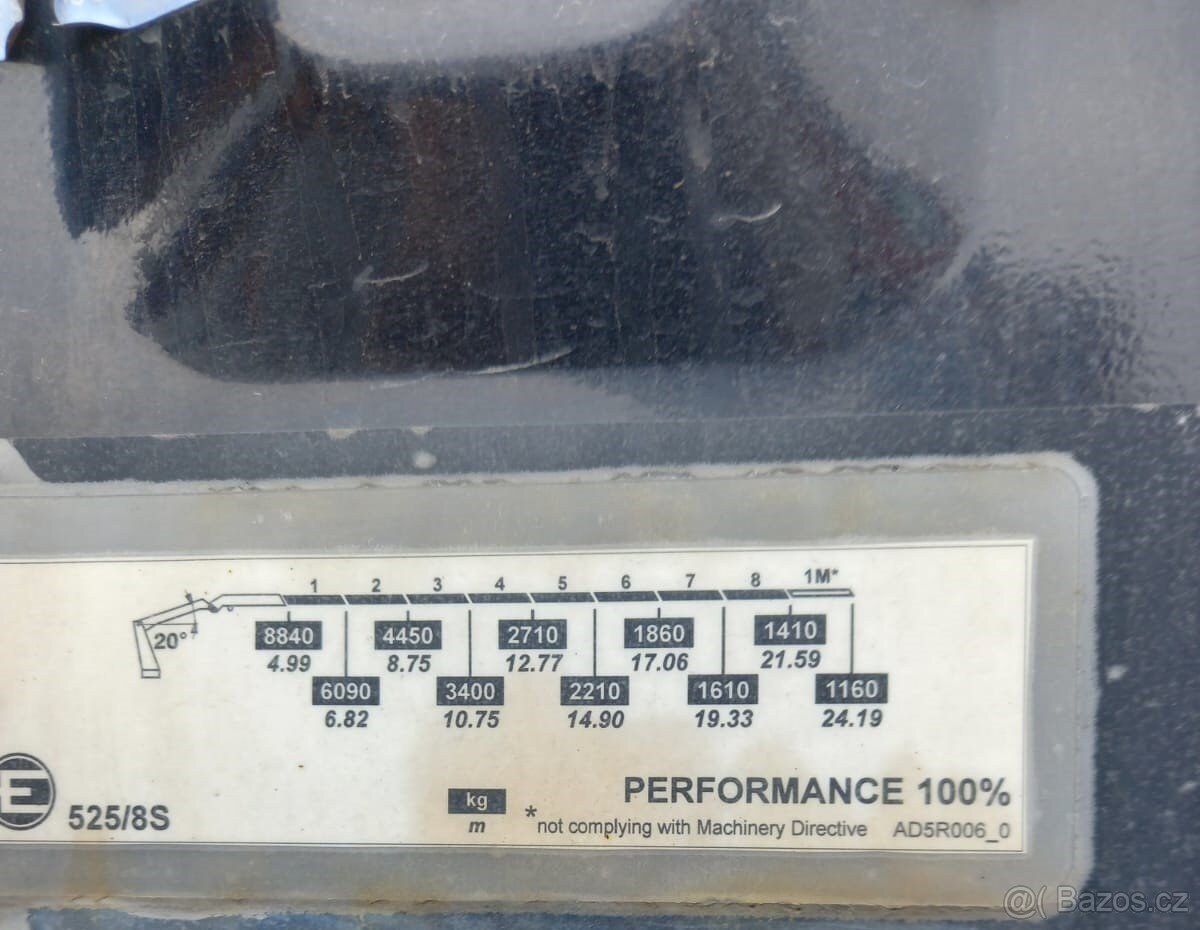 1 2 3 4 5 6 7 8 1M*
20°
8840 4450 2710 1860 1410
4.99 8.75 12.77 17.06 21.59
6090 3400 2210 1610 1160
6.82 10.75 14.90 19.33 24.19
E 525/8S
kg
m
PERFORMANCE 100%
* not complying with Machinery Directive AD5R006_0
@( Bazos.cz